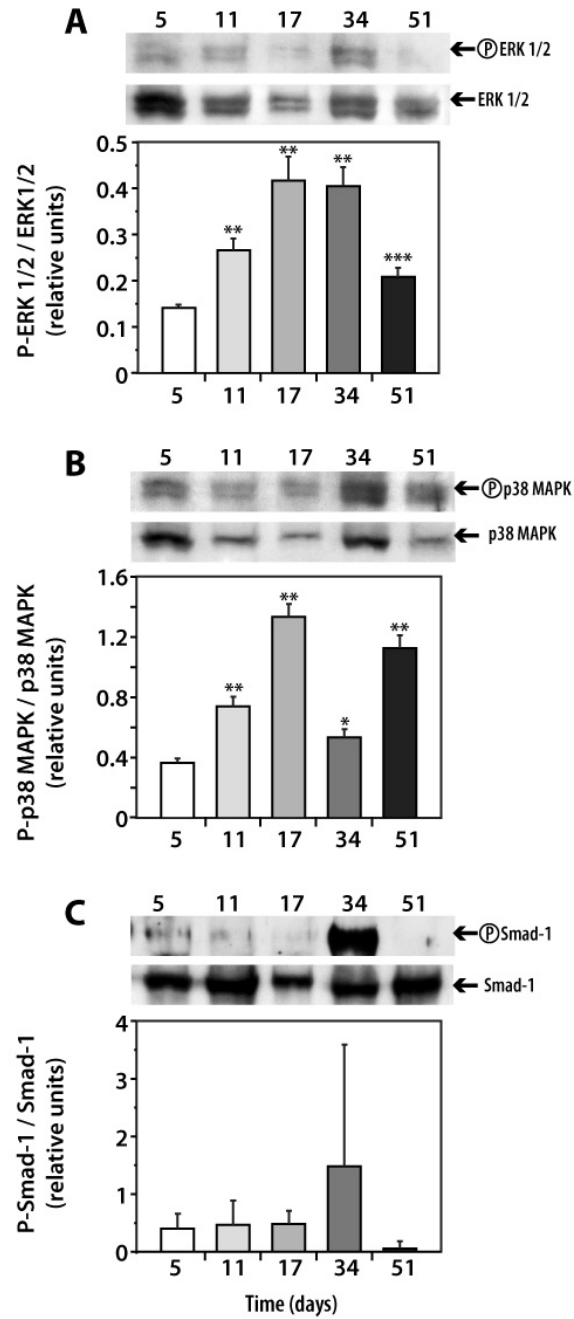 A 5 11 17 34 51
←ⓅERK 1/2
←ERK 1/2
P-ERK 1/2 / ERK1/2
(relative units)
0.5
**
**
0.4
0.3
**
***
0.2
0.1
0
5 11 17 34 51
B 5 11 17 34 51
←Ⓟp38 MAPK
← p38 MAPK
P-p38 MAPK / p38 MAPK
(relative units)
1.6
**
1.2
**
**
0.8
*
0.4
0
5 11 17 34 51
C 5 11 17 34 51
←ⓅSmad-1
← Smad-1
P-Smad-1 / Smad-1
(relative units)
4
3
2
1
0
5 11 17 34 51
Time (days)